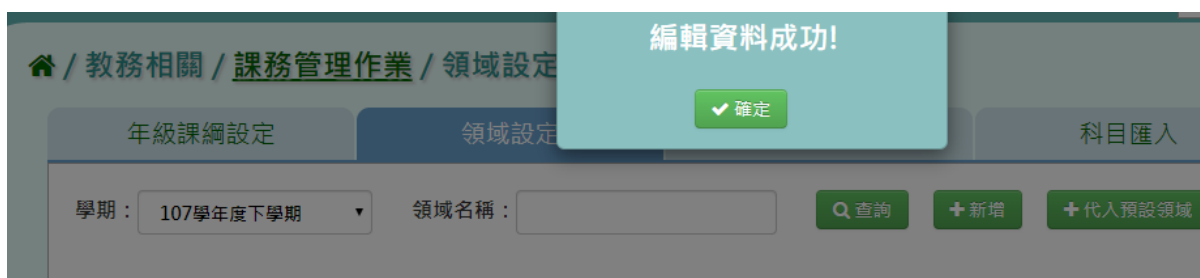 編輯資料成功!
確定
/ 教務相關 / 課務管理作業 / 領域設定
年級課綱設定 領域設定 科目匯入
學期： 107學年度下學期 領域名稱： 查詢 新增 代入預設領域